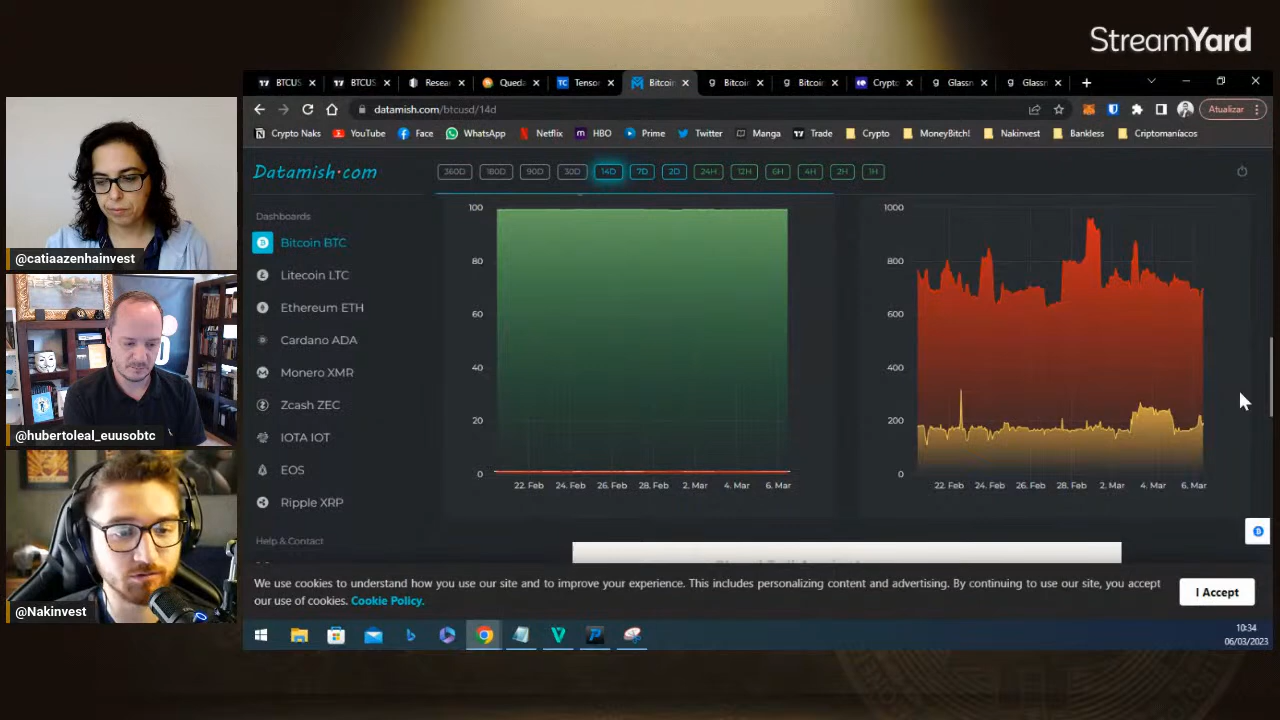 StreamYard
BTCUS
BTCUS
Resea
Queda
Tenso
Bitcoin
Bitcoi
Bitcoi
Crypto
Glassn
Glassn
datamish.com/btcusd/14d
Atualizar
Crypto Naks
YouTube
Face
WhatsApp
Netflix
HBO
Prime
Twitter
Manga
Trade
Crypto
MoneyBitch!
Nakinvest
Bankless
Criptomaníacos
Datamish.com
360D
180D
90D
30D
14D
7D
2D
24H
12H
6H
4H
2H
1H
Dashboards
Bitcoin BTC
Litecoin LTC
Ethereum ETH
Cardano ADA
Monero XMR
Zcash ZEC
IOTA IOT
EOS
Ripple XRP
Help & Contact
100
80
60
40
20
0
22. Feb
24. Feb
26. Feb
28. Feb
2. Mar
4. Mar
6. Mar
1000
800
600
400
200
0
22. Feb
24. Feb
26. Feb
28. Feb
2. Mar
4. Mar
6. Mar
@catiaazenhainvest
@hubertoleal_euusobtc
@Nakinvest
We use cookies to understand how you use our site and to improve your experience. This includes personalizing content and advertising. By continuing to use our site, you accept
our use of cookies. Cookie Policy.
I Accept
10:34
06/03/2023